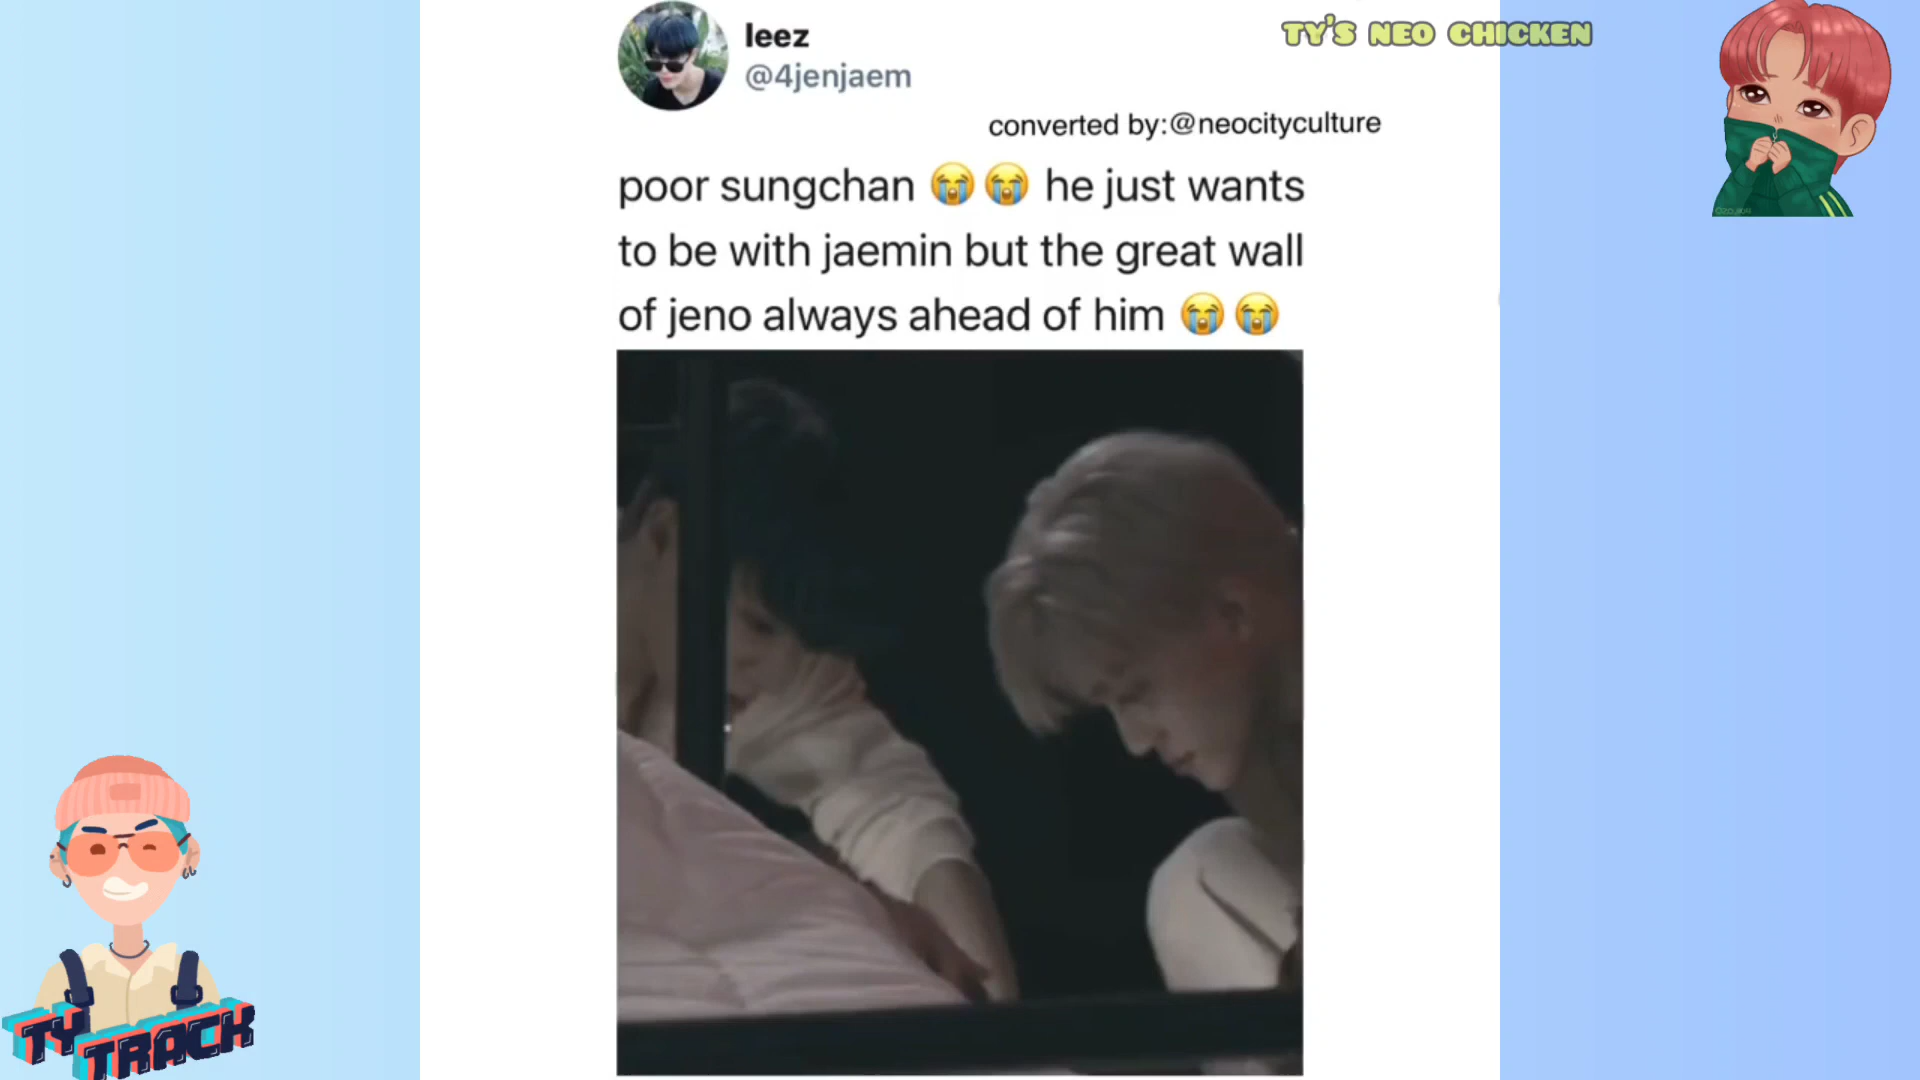 leez
TY'S NEO CHICKEN
@4jenjaem
converted by:@neocityculture
poor sungchan 😭😭 he just wants
to be with jaemin but the great wall
of jeno always ahead of him 😭😭
TY
TRACK